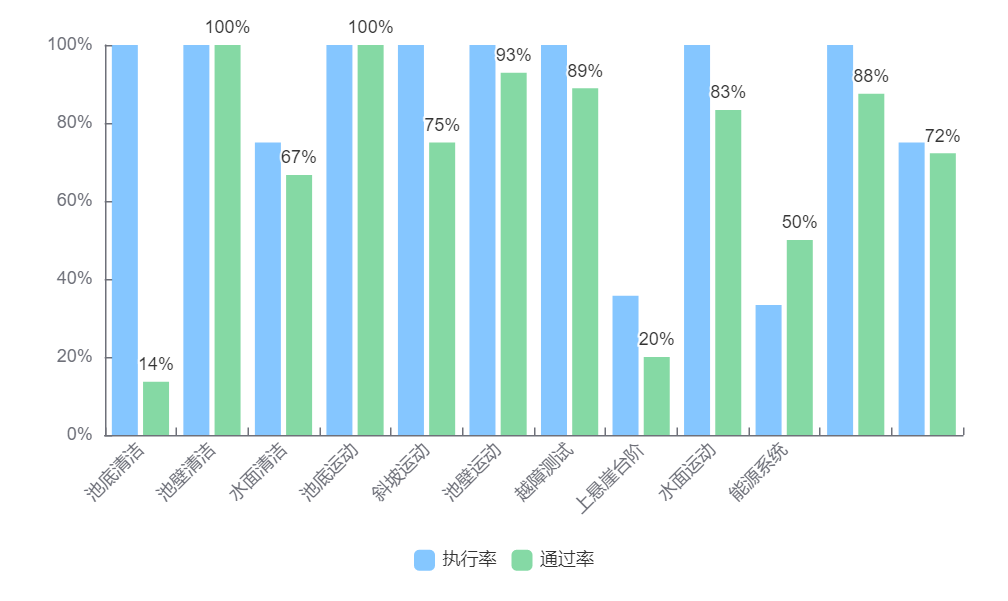 100%
80%
60%
40%
20%
0%
14%
100%
67%
100%
75%
93%
89%
20%
83%
50%
88%
72%
池底清洁
池壁清洁
水面清洁
池底运动
斜坡运动
池壁运动
越障测试
上悬崖台阶
水面运动
能源系统
执行率 通过率